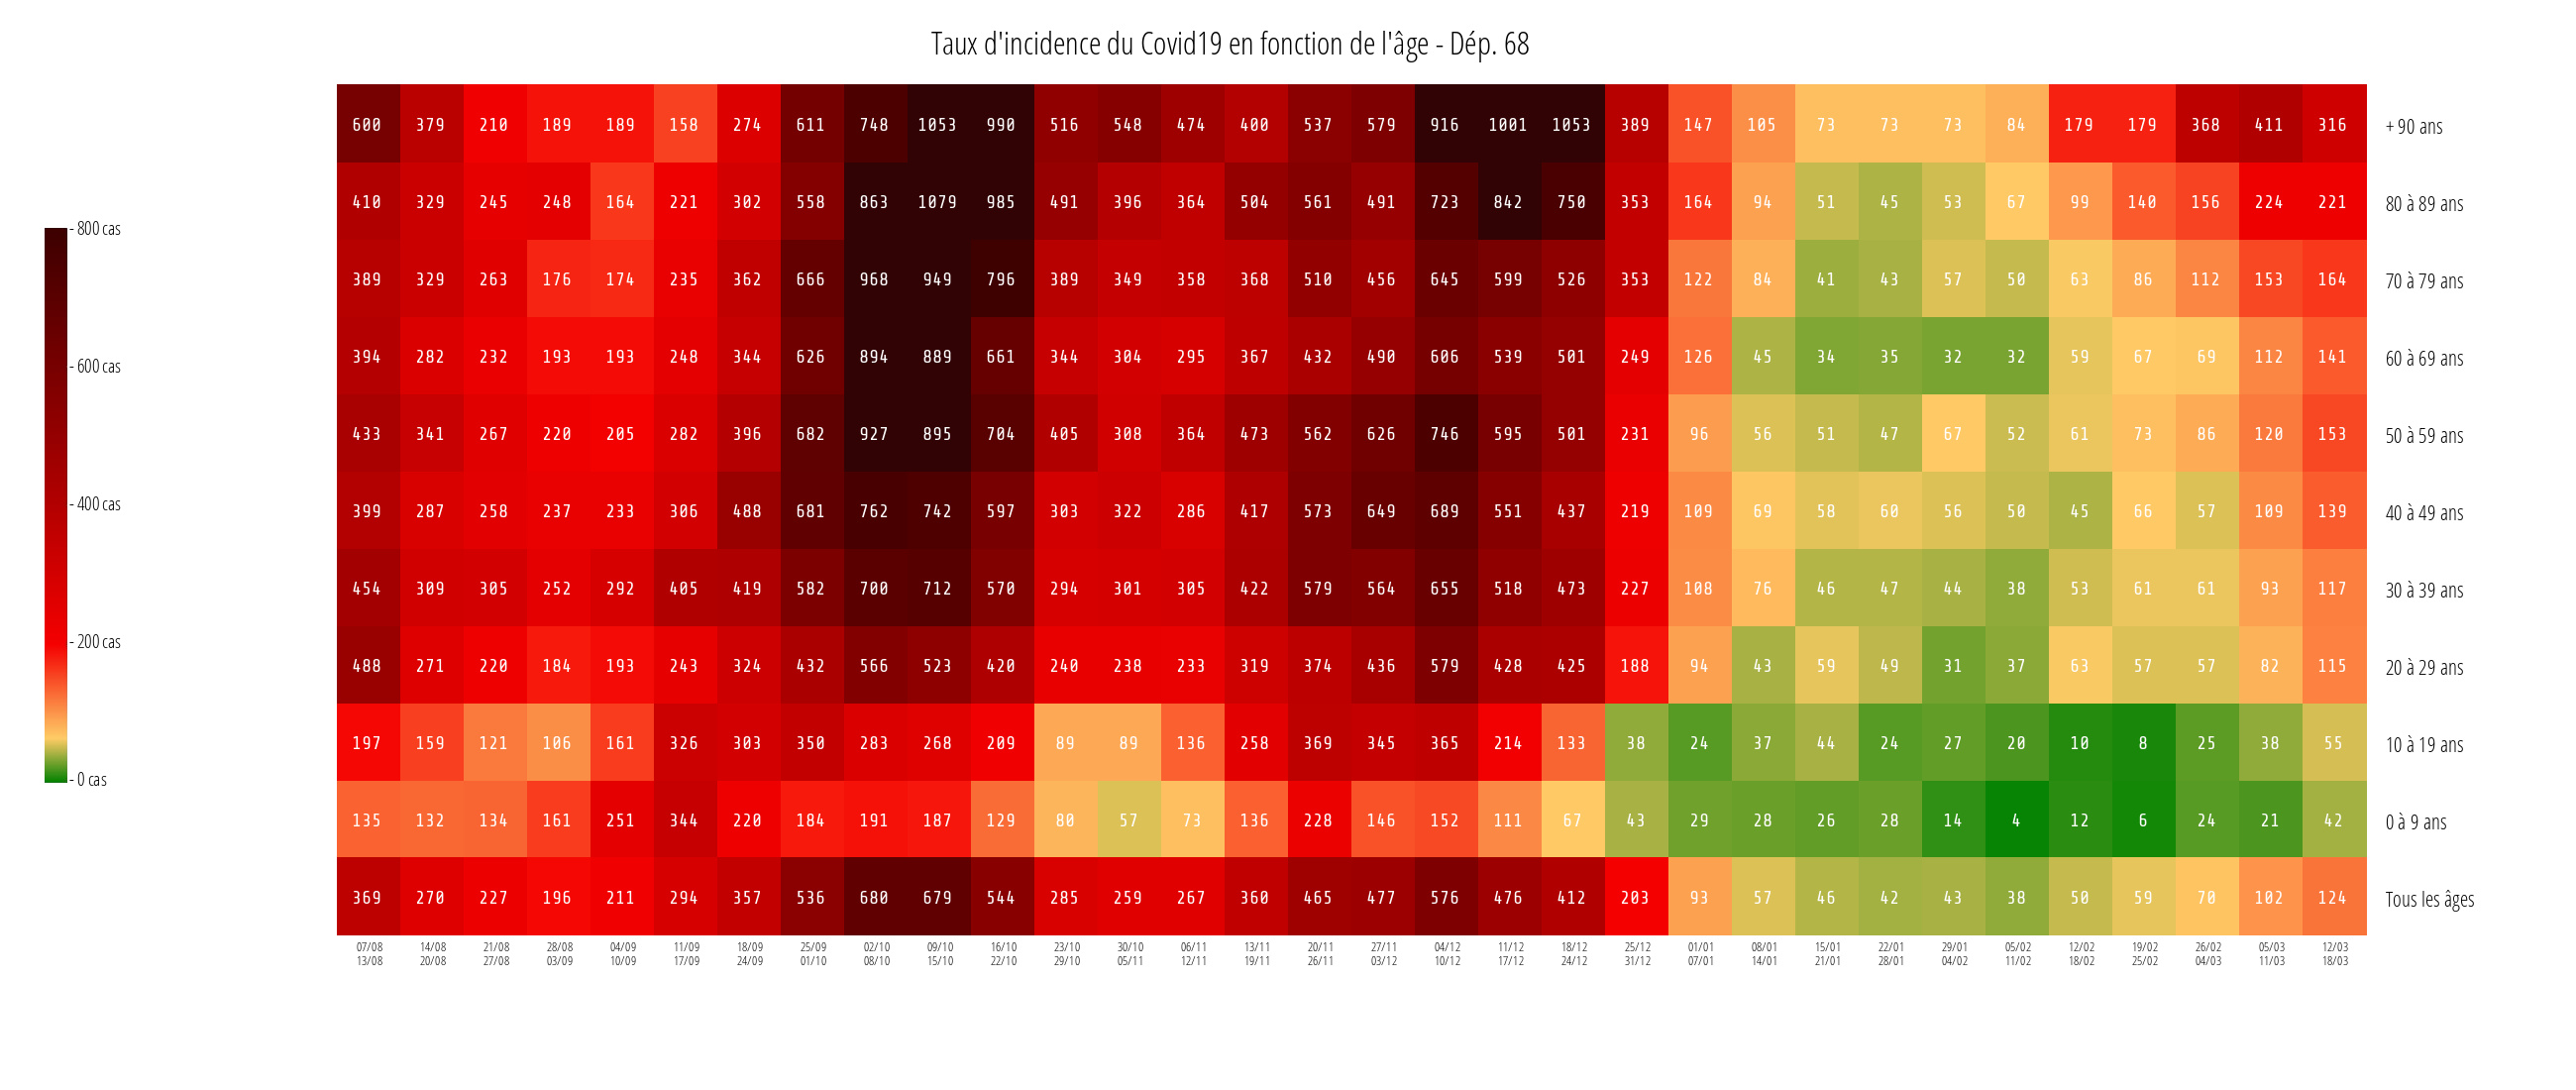 Taux d'incidence du Covid19 en fonction de l'âge - Dép. 68
- 800 cas
- 600 cas
- 400 cas
- 200 cas
- 0 cas
600 379 210 189 189 158 274 611 748 1053 990 516 548 474 400 537 579 916 1001 1053 389 147 105 73 73 73 84 179 179 368 411 316 + 90 ans
410 329 245 248 164 221 302 558 863 1079 985 491 396 364 504 561 491 723 842 750 353 164 94 51 45 53 67 99 140 156 224 221 80 à 89 ans
389 329 263 176 174 235 362 666 968 949 796 389 349 358 368 510 456 645 599 526 353 122 84 41 43 57 50 63 86 112 153 164 70 à 79 ans
394 282 232 193 193 248 344 626 894 889 661 344 304 295 367 432 490 606 539 501 249 126 45 34 35 32 32 59 67 69 112 141 60 à 69 ans
433 341 267 220 205 282 396 682 927 895 704 405 308 364 473 562 626 746 595 501 231 96 56 51 47 67 52 61 73 86 120 153 50 à 59 ans
399 287 258 237 233 306 488 681 762 742 597 303 322 286 417 573 649 689 551 437 219 109 69 58 60 56 50 45 66 57 109 139 40 à 49 ans
454 309 305 252 292 405 419 582 700 712 570 294 301 305 422 579 564 655 518 473 227 108 76 46 47 44 38 53 61 61 93 117 30 à 39 ans
488 271 220 184 193 243 324 432 566 523 420 240 238 233 319 374 436 579 428 425 188 94 43 59 49 31 37 63 57 57 82 115 20 à 29 ans
197 159 121 106 161 326 303 350 283 268 209 89 89 136 258 369 345 365 214 133 38 24 37 44 24 27 20 10 8 25 38 55 10 à 19 ans
135 132 134 161 251 344 220 184 191 187 129 80 57 73 136 228 146 152 111 67 43 29 28 26 28 14 4 12 6 24 21 42 0 à 9 ans
369 270 227 196 211 294 357 536 680 679 544 285 259 267 360 465 477 576 476 412 203 93 57 46 42 43 38 50 59 70 102 124 Tous les âges
07/08 14/08 21/08 28/08 04/09 11/09 18/09 25/09 02/10 09/10 16/10 23/10 30/10 06/11 13/11 20/11 27/11 04/12 11/12 18/12 25/12 01/01 08/01 15/01 22/01 29/01 05/02 12/02 19/02 26/02 05/03 12/03
13/08 20/08 27/08 03/09 10/09 17/09 24/09 01/10 08/10 15/10 22/10 29/10 05/11 12/11 19/11 26/11 03/12 10/12 17/12 24/12 31/12 07/01 14/01 21/01 28/01 04/02 11/02 18/02 25/02 04/03 11/03 18/03